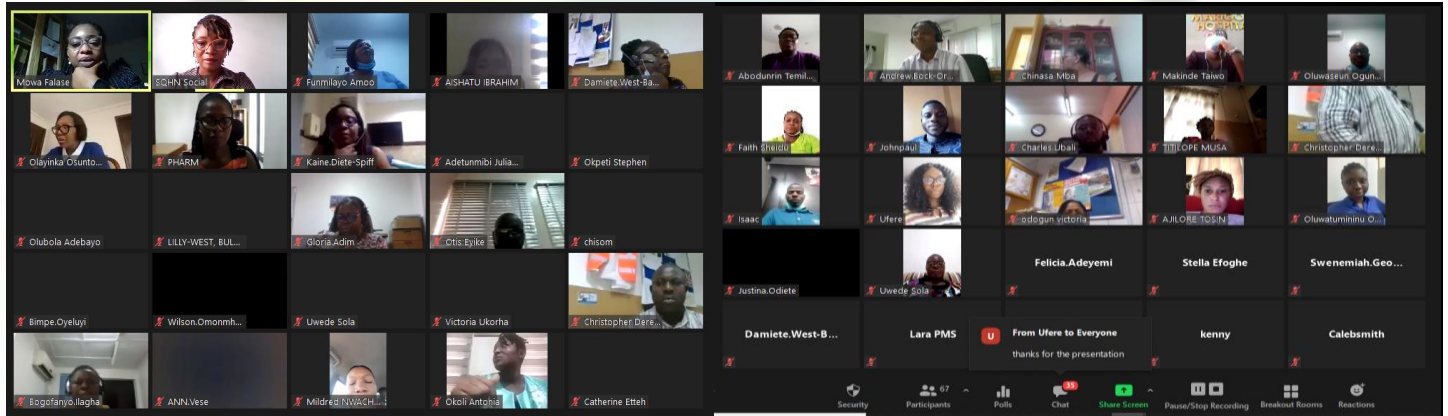 Mowa Falase
SQHN Social
Funmilayo Amoo
AISHATU IBRAHIM
Damiete.West-Ba...
Olayinka Osunto...
PHARM
Kaine.Diete-Spiff
Adetunmibi Julia...
Okpeti Stephen
Olubola Adebayo
LILLY-WEST, BUL...
Gloria.Adim
Otis.Eyike
chisom
Bimpe.Oyeluyi
Wilson.Omonmh...
Uwede Sola
Victoria Ukorha
Christopher Dere...
Bogofanyo.Ilagha
ANN.Vese
Mildred NWACH...
Okoli Anthonia
Catherine Etteh
Abodunrin Temil...
Andrew.Bock-Or...
Chinasa Mba
Makinde Taiwo
Oluwaseun Ogun...
Faith Sheidu
Johnpaul
Charles.Ubali
TITILOPE MUSA
Christopher Dere...
Isaac
Ufere
odogun victoria
AJILORE TOSIN
Oluwatumininu O...
Justina.Odiete
Uwede Sola
Felicia.Adeyemi
Stella Efoghe
Swenemiah.Geo...
Damiete.West-B...
Lara PMS
U
From Ufere to Everyone
thanks for the presentation
kenny
Calebsmith
Security
67
Participants
Polls
35
Chat
Share Screen
Pause/Stop Recording
Breakout Rooms
Reactions